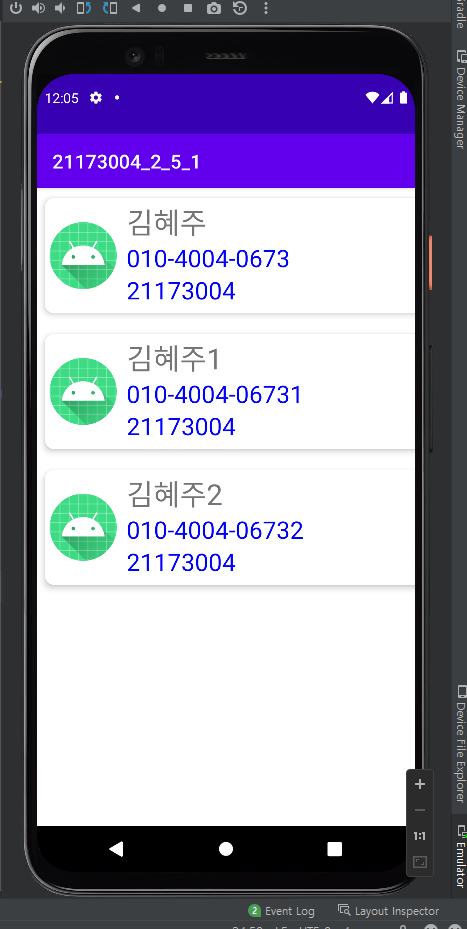 Gradle
Device Manager
12:05
21173004_2_5_1
김혜주
010-4004-0673
21173004
김혜주1
010-4004-06731
21173004
김혜주2
010-4004-06732
21173004
Device File Explorer
1:1
Emulator
2 Event Log
Layout Inspector